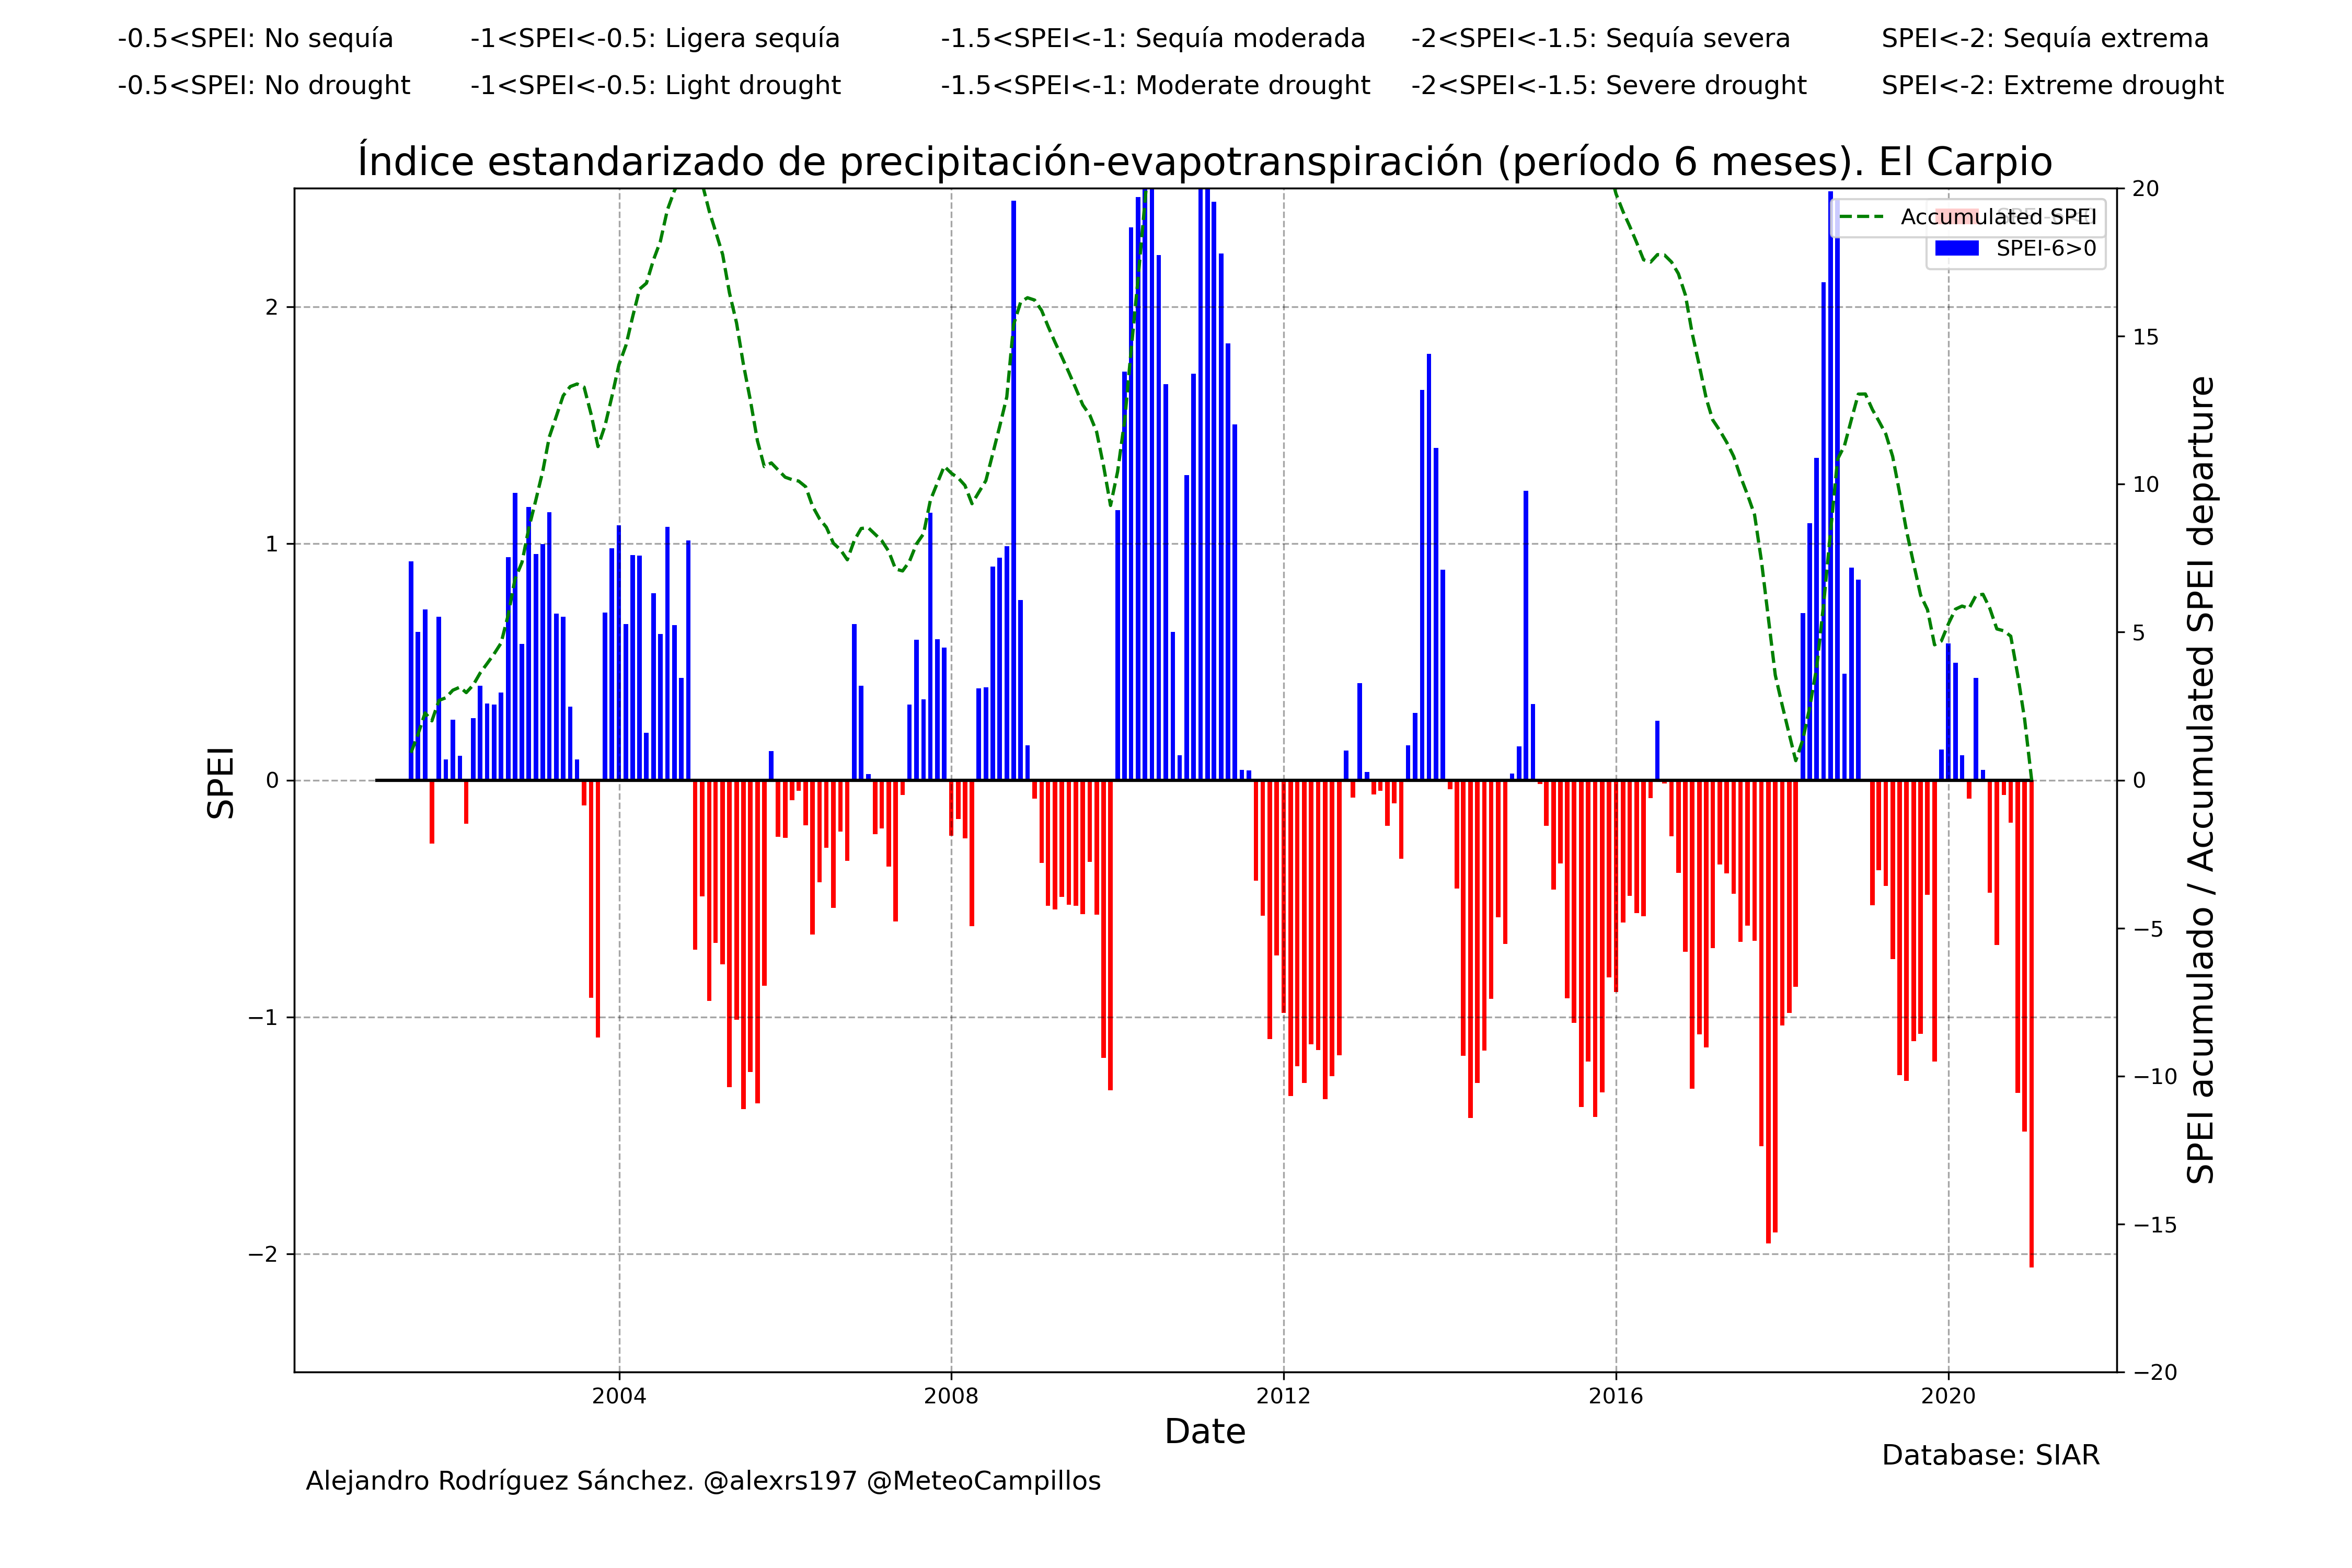 -0.5<SPEI: No sequía -1<SPEI<-0.5: Ligera sequía -1.5<SPEI<-1: Sequía moderada -2<SPEI<-1.5: Sequía severa SPEI<-2: Sequía extrema
-0.5<SPEI: No drought -1<SPEI<-0.5: Light drought -1.5<SPEI<-1: Moderate drought -2<SPEI<-1.5: Severe drought SPEI<-2: Extreme drought
Índice estandarizado de precipitación-evapotranspiración (período 6 meses). El Carpio
Accumulated SPEI
SPEI-6>0
SPEI
2
1
0
−1
−2
20
15
10
5
0
−5
−10
−15
−20
SPEI acumulado / Accumulated SPEI departure
2004 2008 2012 2016 2020
Date
Database: SIAR
Alejandro Rodríguez Sánchez. @alexrs197 @MeteoCampillos